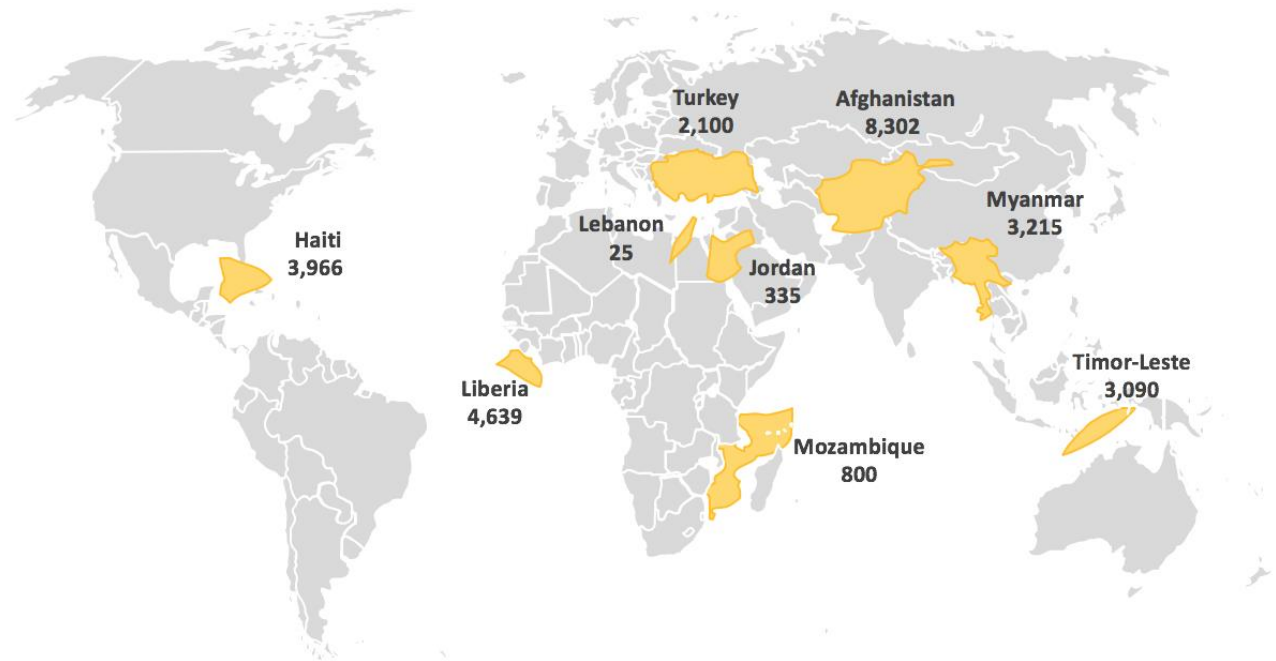 Turkey
2,100
Afghanistan
8,302
Myanmar
3,215
Haiti
3,966
Lebanon
25
Jordan
335
Timor-Leste
3,090
Liberia
4,639
Mozambique
800